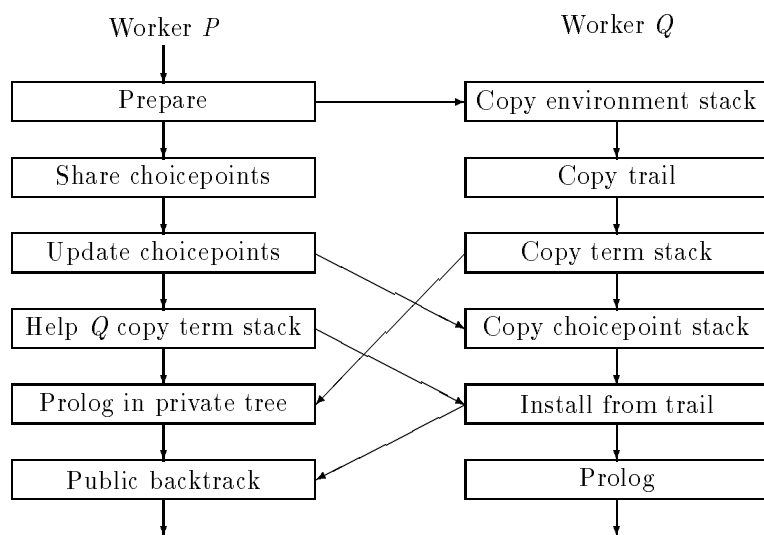 Worker P
Worker Q
Prepare
Copy environment stack
Share choicepoints
Copy trail
Update choicepoints
Copy term stack
Help Q copy term stack
Copy choicepoint stack
Prolog in private tree
Install from trail
Public backtrack
Prolog